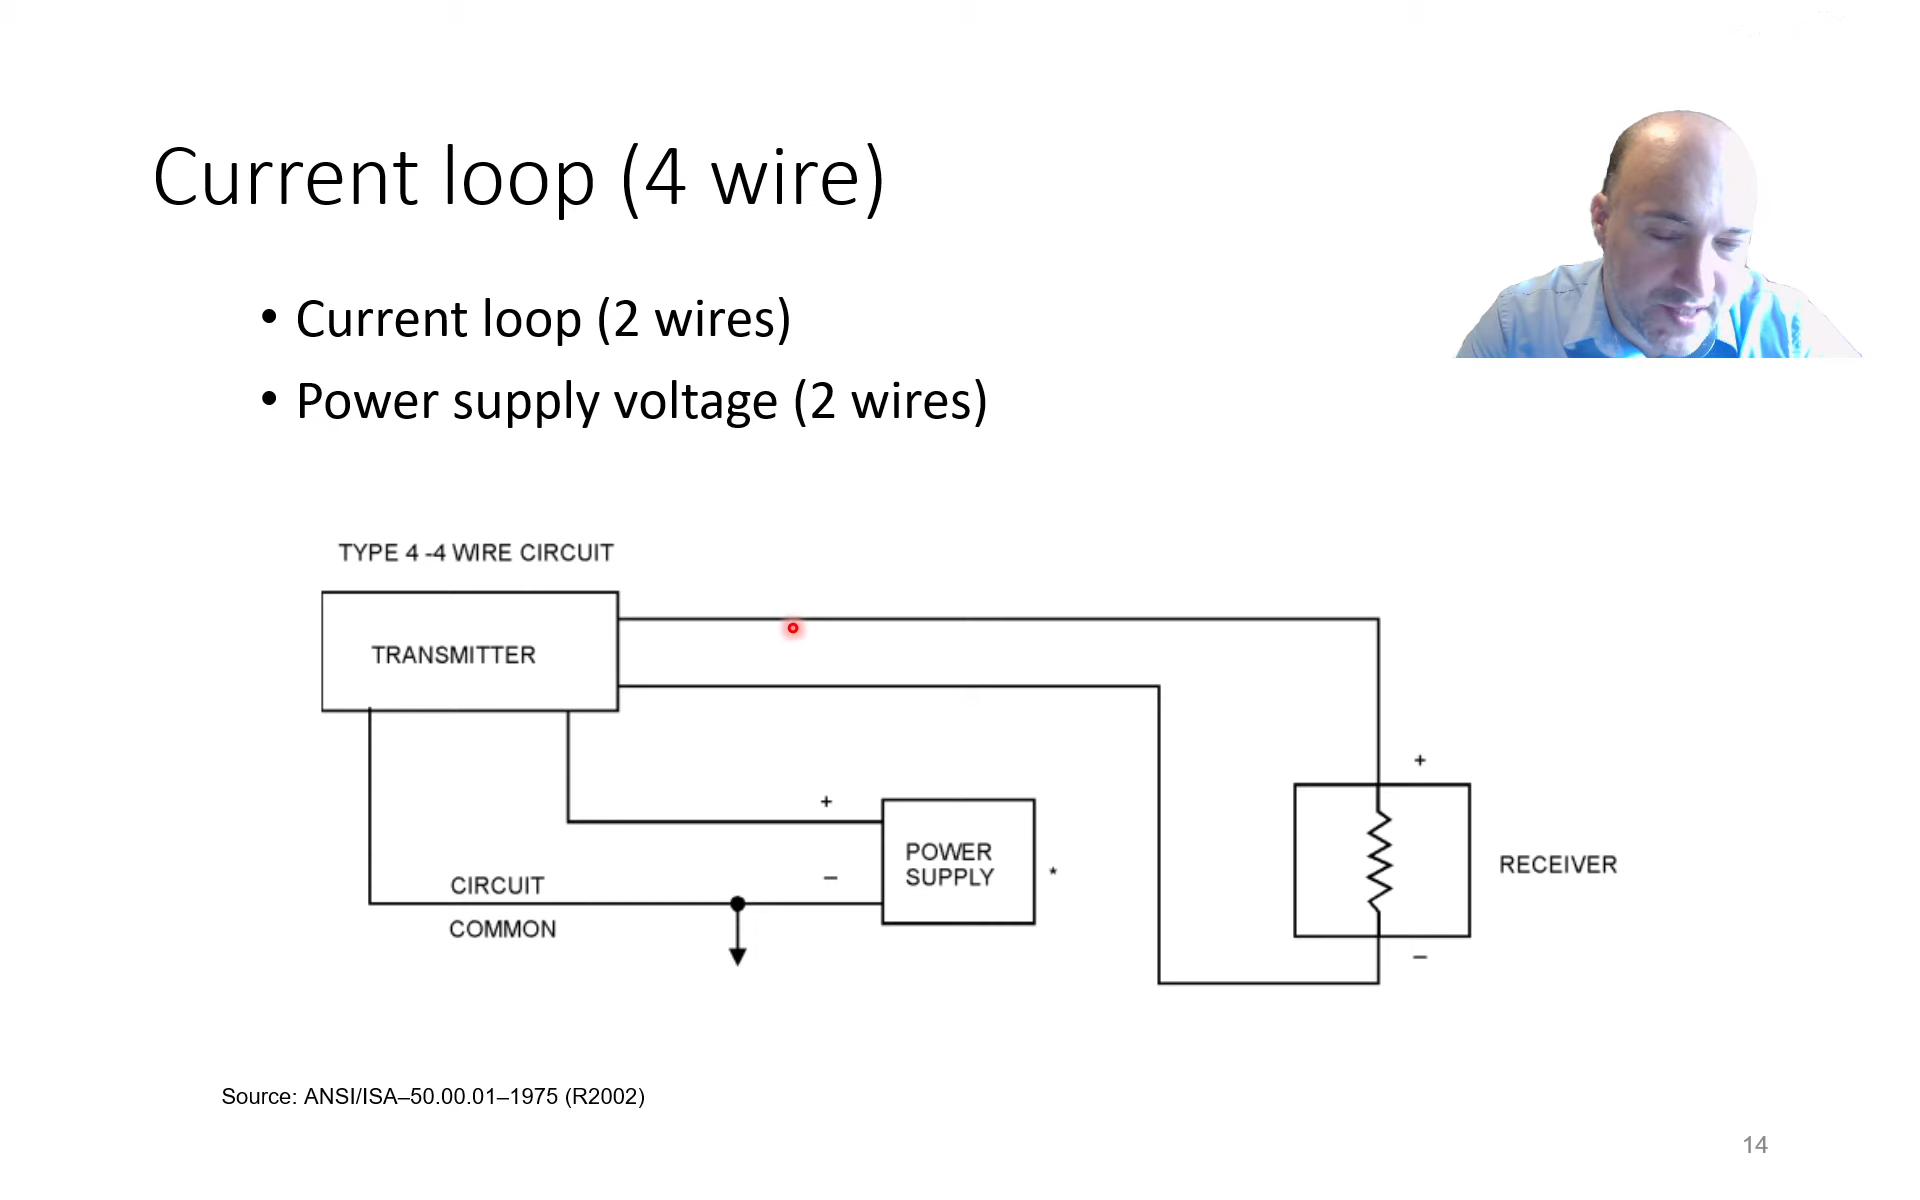 Current loop (4 wire)
• Current loop (2 wires)
• Power supply voltage (2 wires)
TYPE 4 -4 WIRE CIRCUIT
TRANSMITTER
+
+
POWER
SUPPLY
*
–
RECEIVER
CIRCUIT
COMMON
–
Source: ANSI/ISA–50.00.01–1975 (R2002)
14